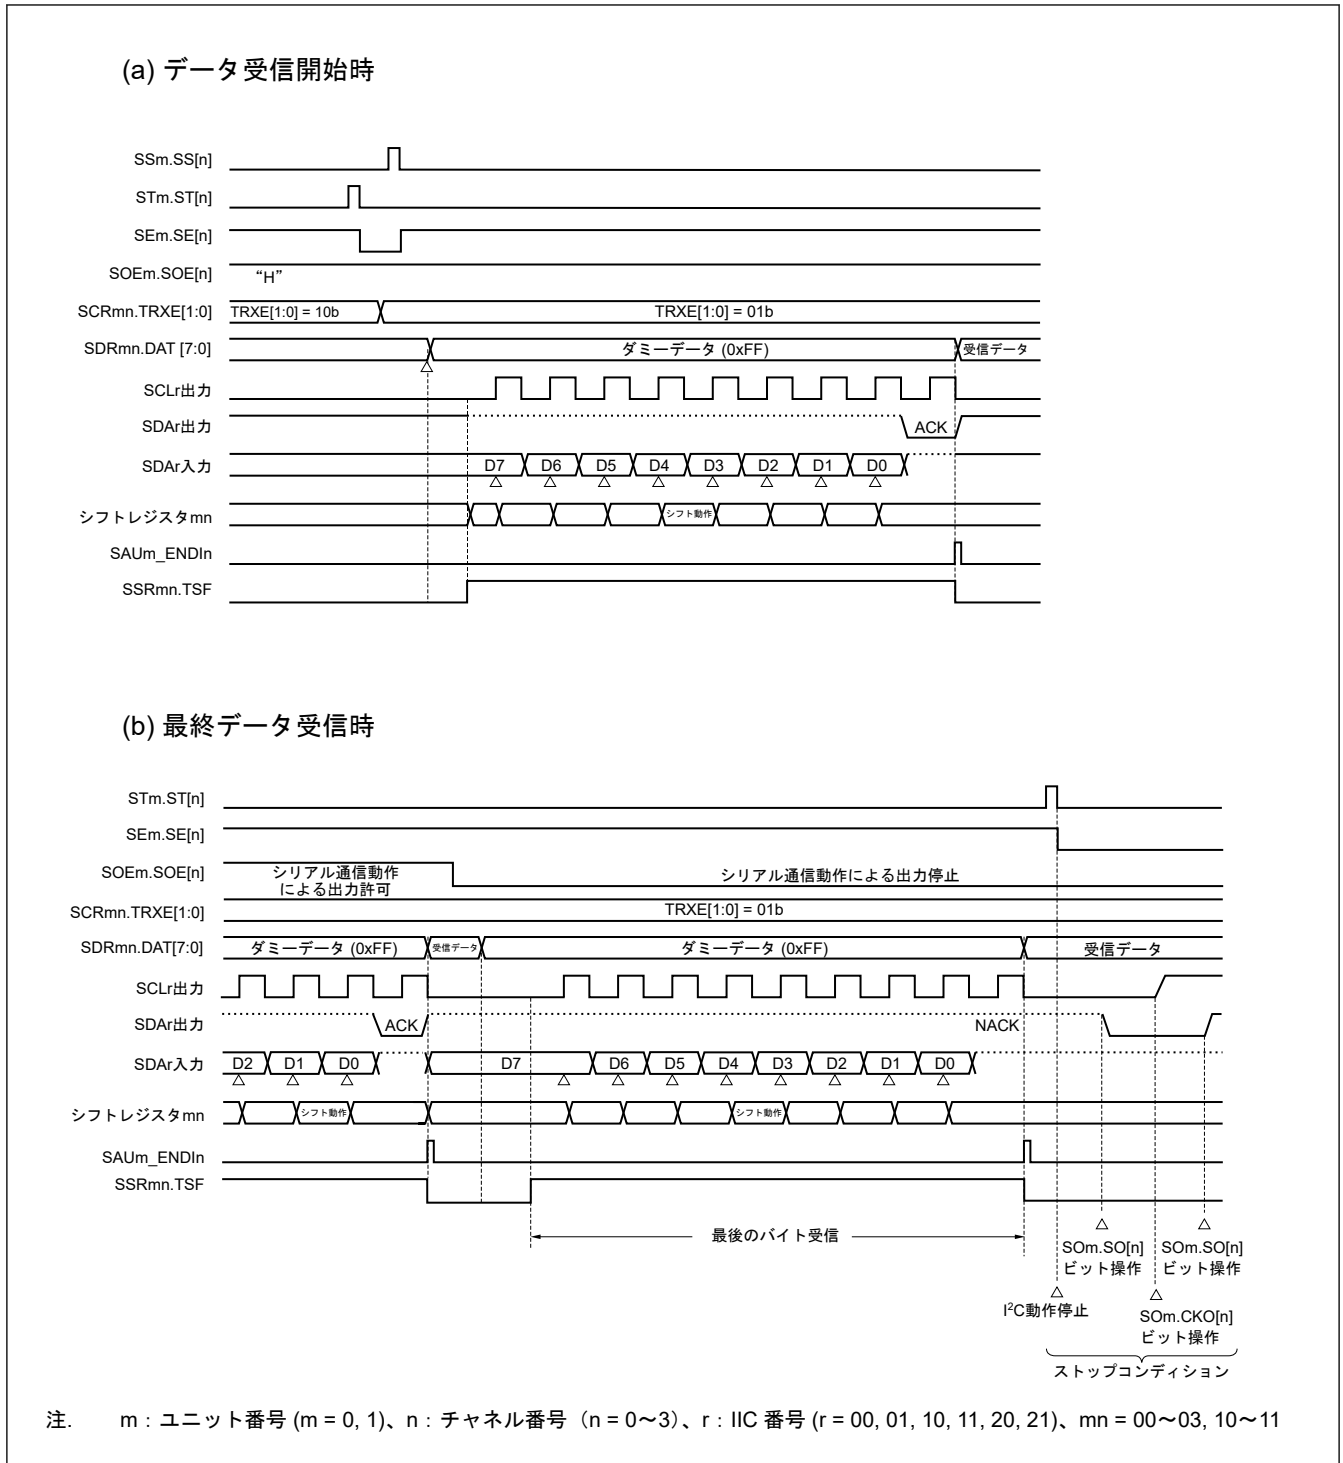 (a) データ受信開始時
SSm.SS[n]
STm.ST[n]
SEm.SE[n]
SOEm.SOE[n] “H”
SCRmn.TRXE[1:0] TRXE[1:0] = 10b TRXE[1:0] = 01b
SDRmn.DAT [7:0] ダミーデータ (0xFF) 受信データ
SCLr出力
SDAr出力 ACK
SDAr入力 D7 D6 D5 D4 D3 D2 D1 D0
シフトレジスタmn シフト動作
SAUm_ENDIn
SSRmn.TSF
(b) 最終データ受信時
STm.ST[n]
SEm.SE[n]
SOEm.SOE[n] シリアル通信動作 シリアル通信動作による出力停止
による出力許可
SCRmn.TRXE[1:0] TRXE[1:0] = 01b
SDRmn.DAT[7:0] ダミーデータ (0xFF) 受信データ ダミーデータ (0xFF) 受信データ
SCLr出力
SDAr出力 ACK NACK
SDAr入力 D2 D1 D0 D7 D6 D5 D4 D3 D2 D1 D0
シフトレジスタmn シフト動作 シフト動作
SAUm_ENDIn
SSRmn.TSF
最後のバイト受信
SOm.SO[n] SOm.SO[n]
ビット操作 ビット操作
I²C動作停止
SOm.CKO[n]
ビット操作
ストップコンディション
注. m : ユニット番号 (m = 0, 1)、n : チャネル番号（n = 0～3）、r : IIC 番号 (r = 00, 01, 10, 11, 20, 21)、mn = 00～03, 10～11